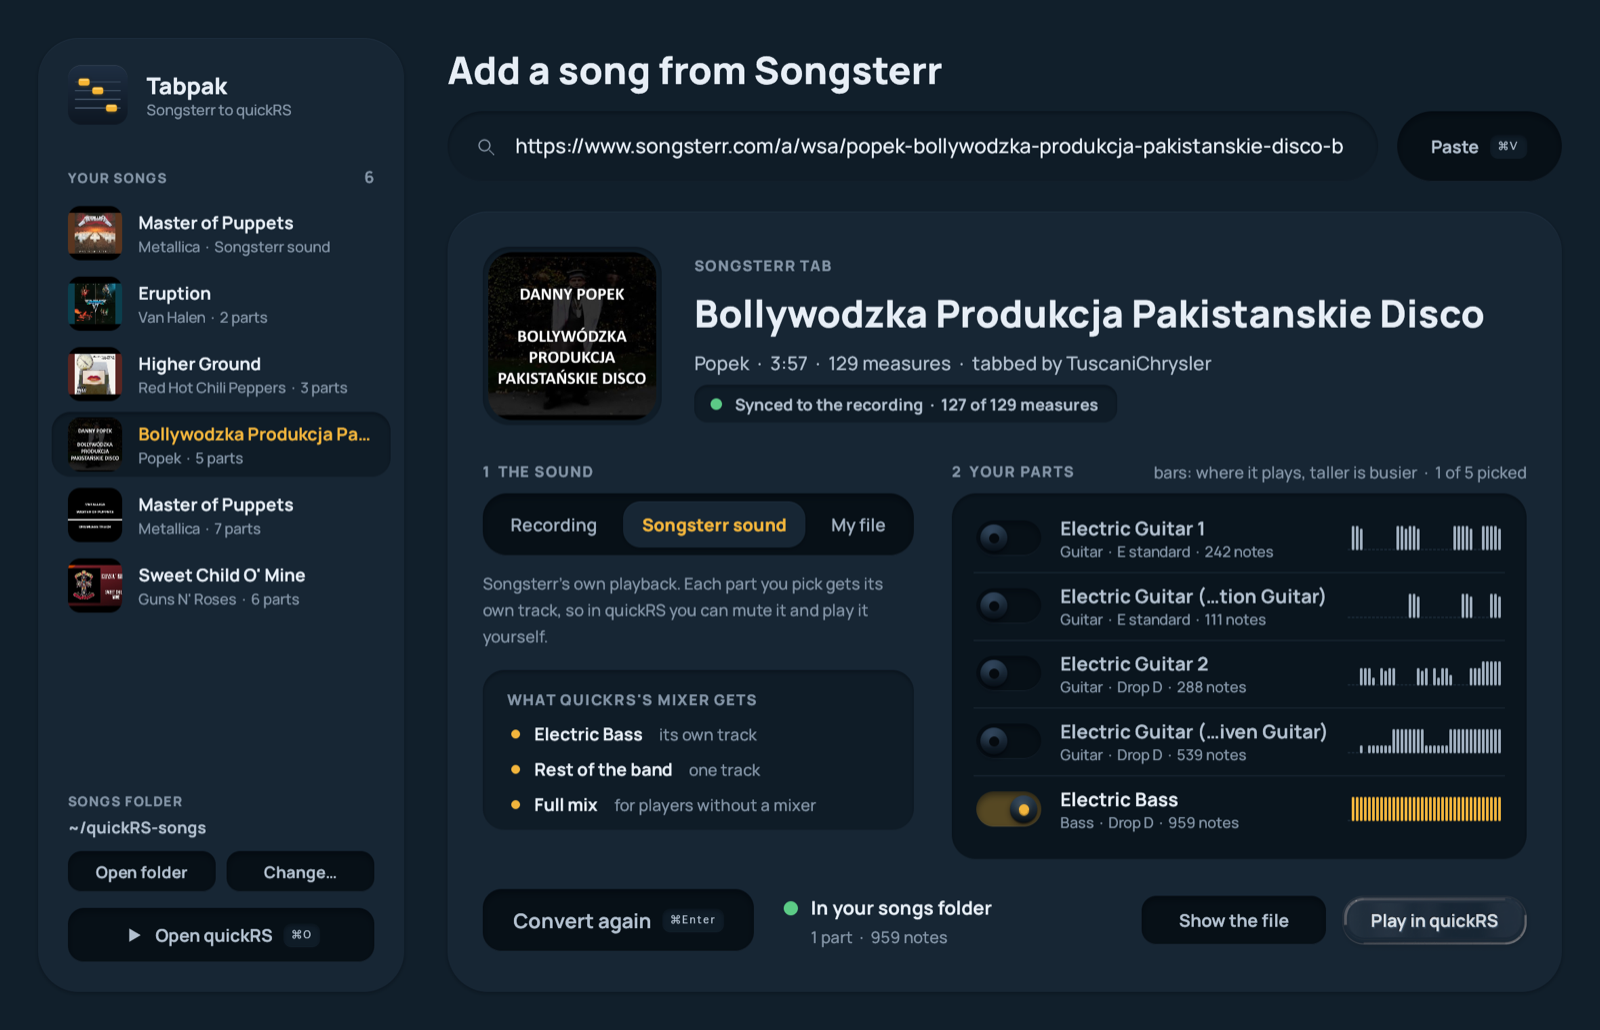 Tabpak
Songsterr to quickRS
YOUR SONGS 6
Master of Puppets
Metallica · Songsterr sound
Eruption
Van Halen · 2 parts
Higher Ground
Red Hot Chili Peppers · 3 parts
Bollywodzka Produkcja Pa...
Popek · 5 parts
Master of Puppets
Metallica · 7 parts
Sweet Child O' Mine
Guns N' Roses · 6 parts
SONGS FOLDER
~/quickRS-songs
Open folder
Change...
Open quickRS ⌘O
Add a song from Songsterr
https://www.songsterr.com/a/wsa/popek-bollywodzka-produkcja-pakistanskie-disco-b
Paste ⌘V
DANNY POPEK
BOLLYWÓDZKA
PRODUKCJA
PAKISTAŃSKIE DISCO
SONGSTERR TAB
Bollywodzka Produkcja Pakistanskie Disco
Popek · 3:57 · 129 measures · tabbed by TuscaniChrysler
Synced to the recording · 127 of 129 measures
1 THE SOUND
Recording
Songsterr sound
My file
Songsterr's own playback. Each part you pick gets its
own track, so in quickRS you can mute it and play it
yourself.
WHAT QUICKRS'S MIXER GETS
Electric Bass its own track
Rest of the band one track
Full mix for players without a mixer
2 YOUR PARTS
bars: where it plays, taller is busier · 1 of 5 picked
Electric Guitar 1
Guitar · E standard · 242 notes
Electric Guitar (...tion Guitar)
Guitar · E standard · 111 notes
Electric Guitar 2
Guitar · Drop D · 288 notes
Electric Guitar (...iven Guitar)
Guitar · Drop D · 539 notes
Electric Bass
Bass · Drop D · 959 notes
Convert again ⌘Enter
In your songs folder
1 part · 959 notes
Show the file
Play in quickRS